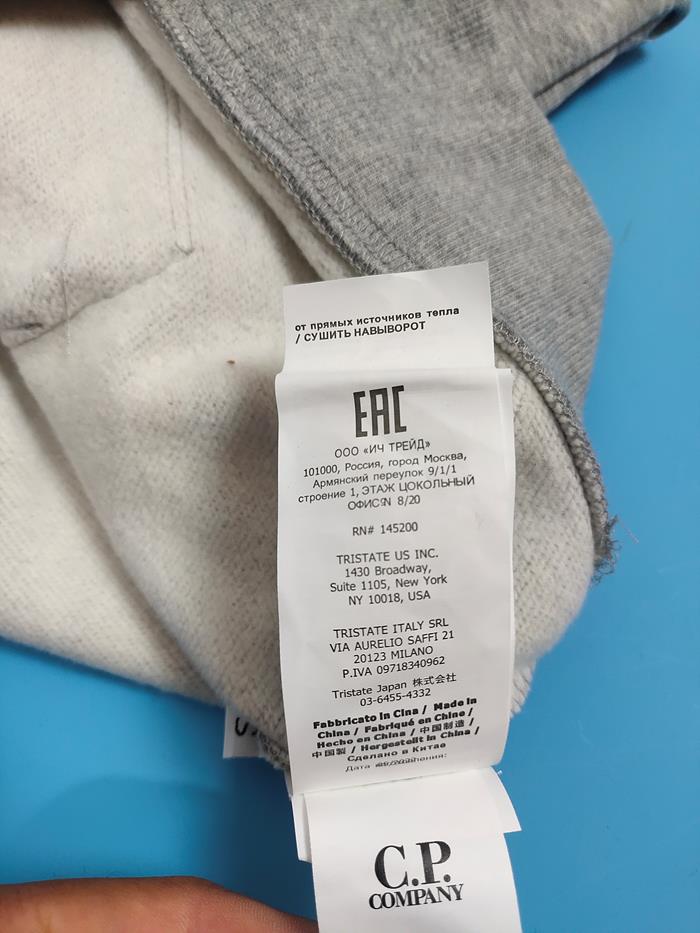 от прямых источников тепла
/ СУШИТЬ НАВЫВОРОТ
EAC
ООО «ИЧ ТРЕЙД»
101000, Россия, город Москва,
Армянский переулок 9/1/1
строение 1, ЭТАЖ ЦОКОЛЬНЫЙ
8/20
RN# 145200
TRISTATE US INC.
1430 Broadway,
Suite 1105, New York
NY 10018, USA
TRISTATE ITALY SRL
VIA AURELIO SAFFI 21
20123 MILANO
P.IVA 09718340962
Tristate Japan 株式会社
03-6455-4332
Fabbricato in Cina / Made in
China / Fabriqué en Chine /
Hecho en China / 中国制造 /
中国製 / Hergestellt in China /
Сделано в Китае
Дата
C.P.
COMPANY